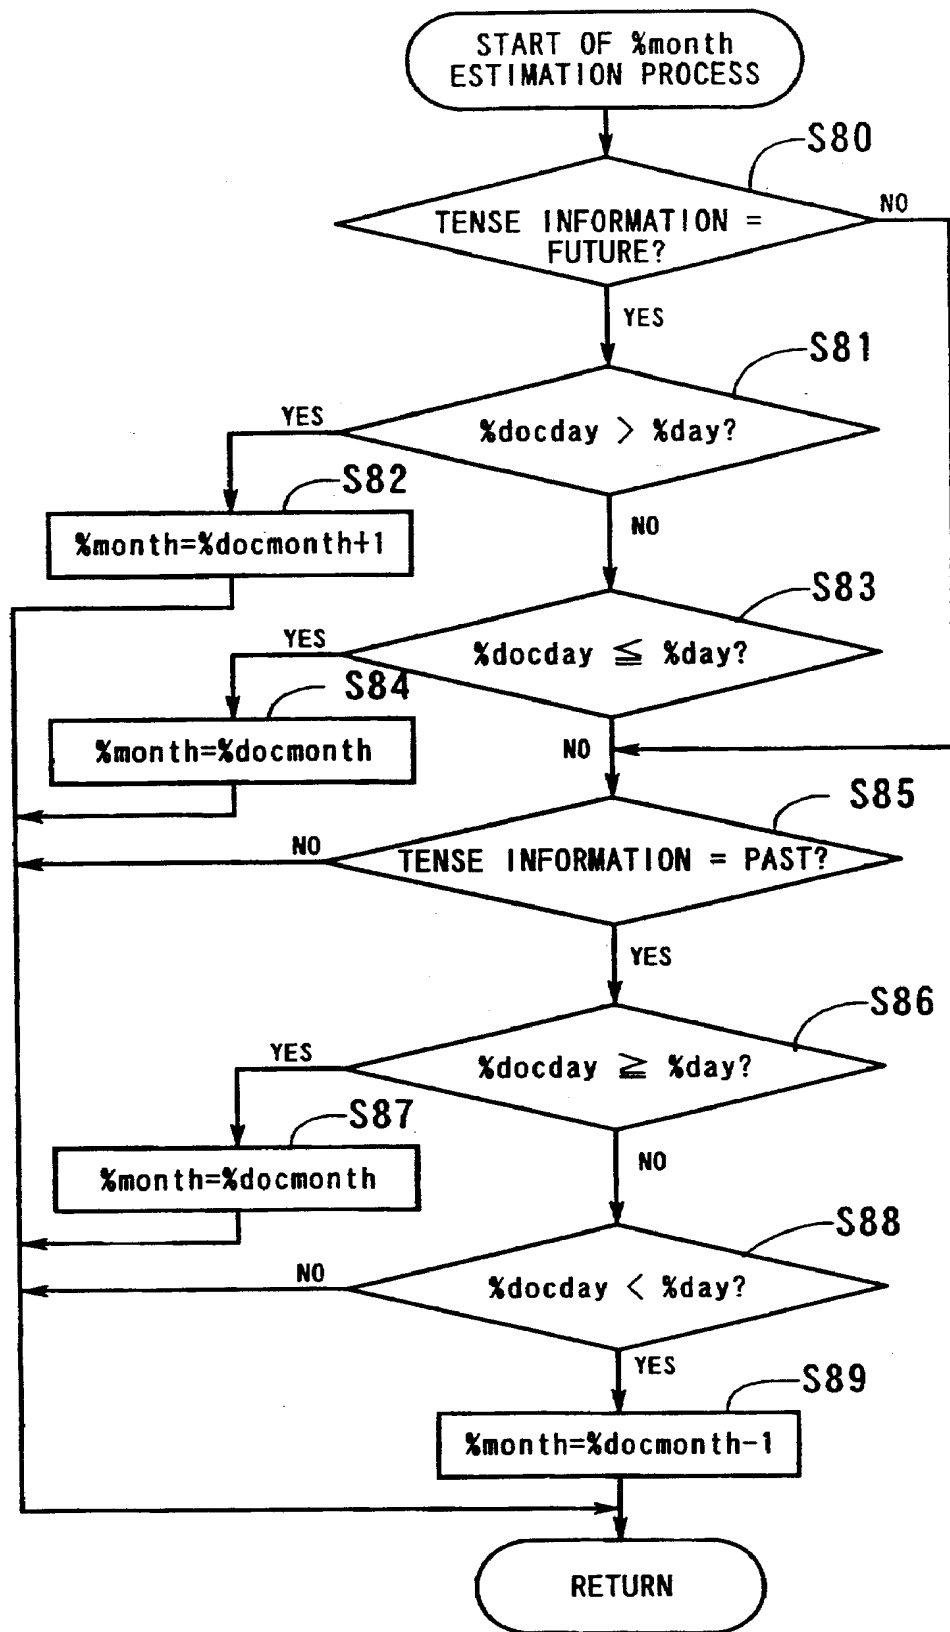 START OF %month
ESTIMATION PROCESS
S80
TENSE INFORMATION =
FUTURE?
NO
YES
S81
%docday > %day?
YES
NO
S82
%month=%docmonth+1
S83
%docday ≦ %day?
YES
NO
S84
%month=%docmonth
S85
TENSE INFORMATION = PAST?
NO
YES
S86
%docday ≧ %day?
YES
NO
S87
%month=%docmonth
S88
%docday < %day?
NO
YES
S89
%month=%docmonth-1
RETURN